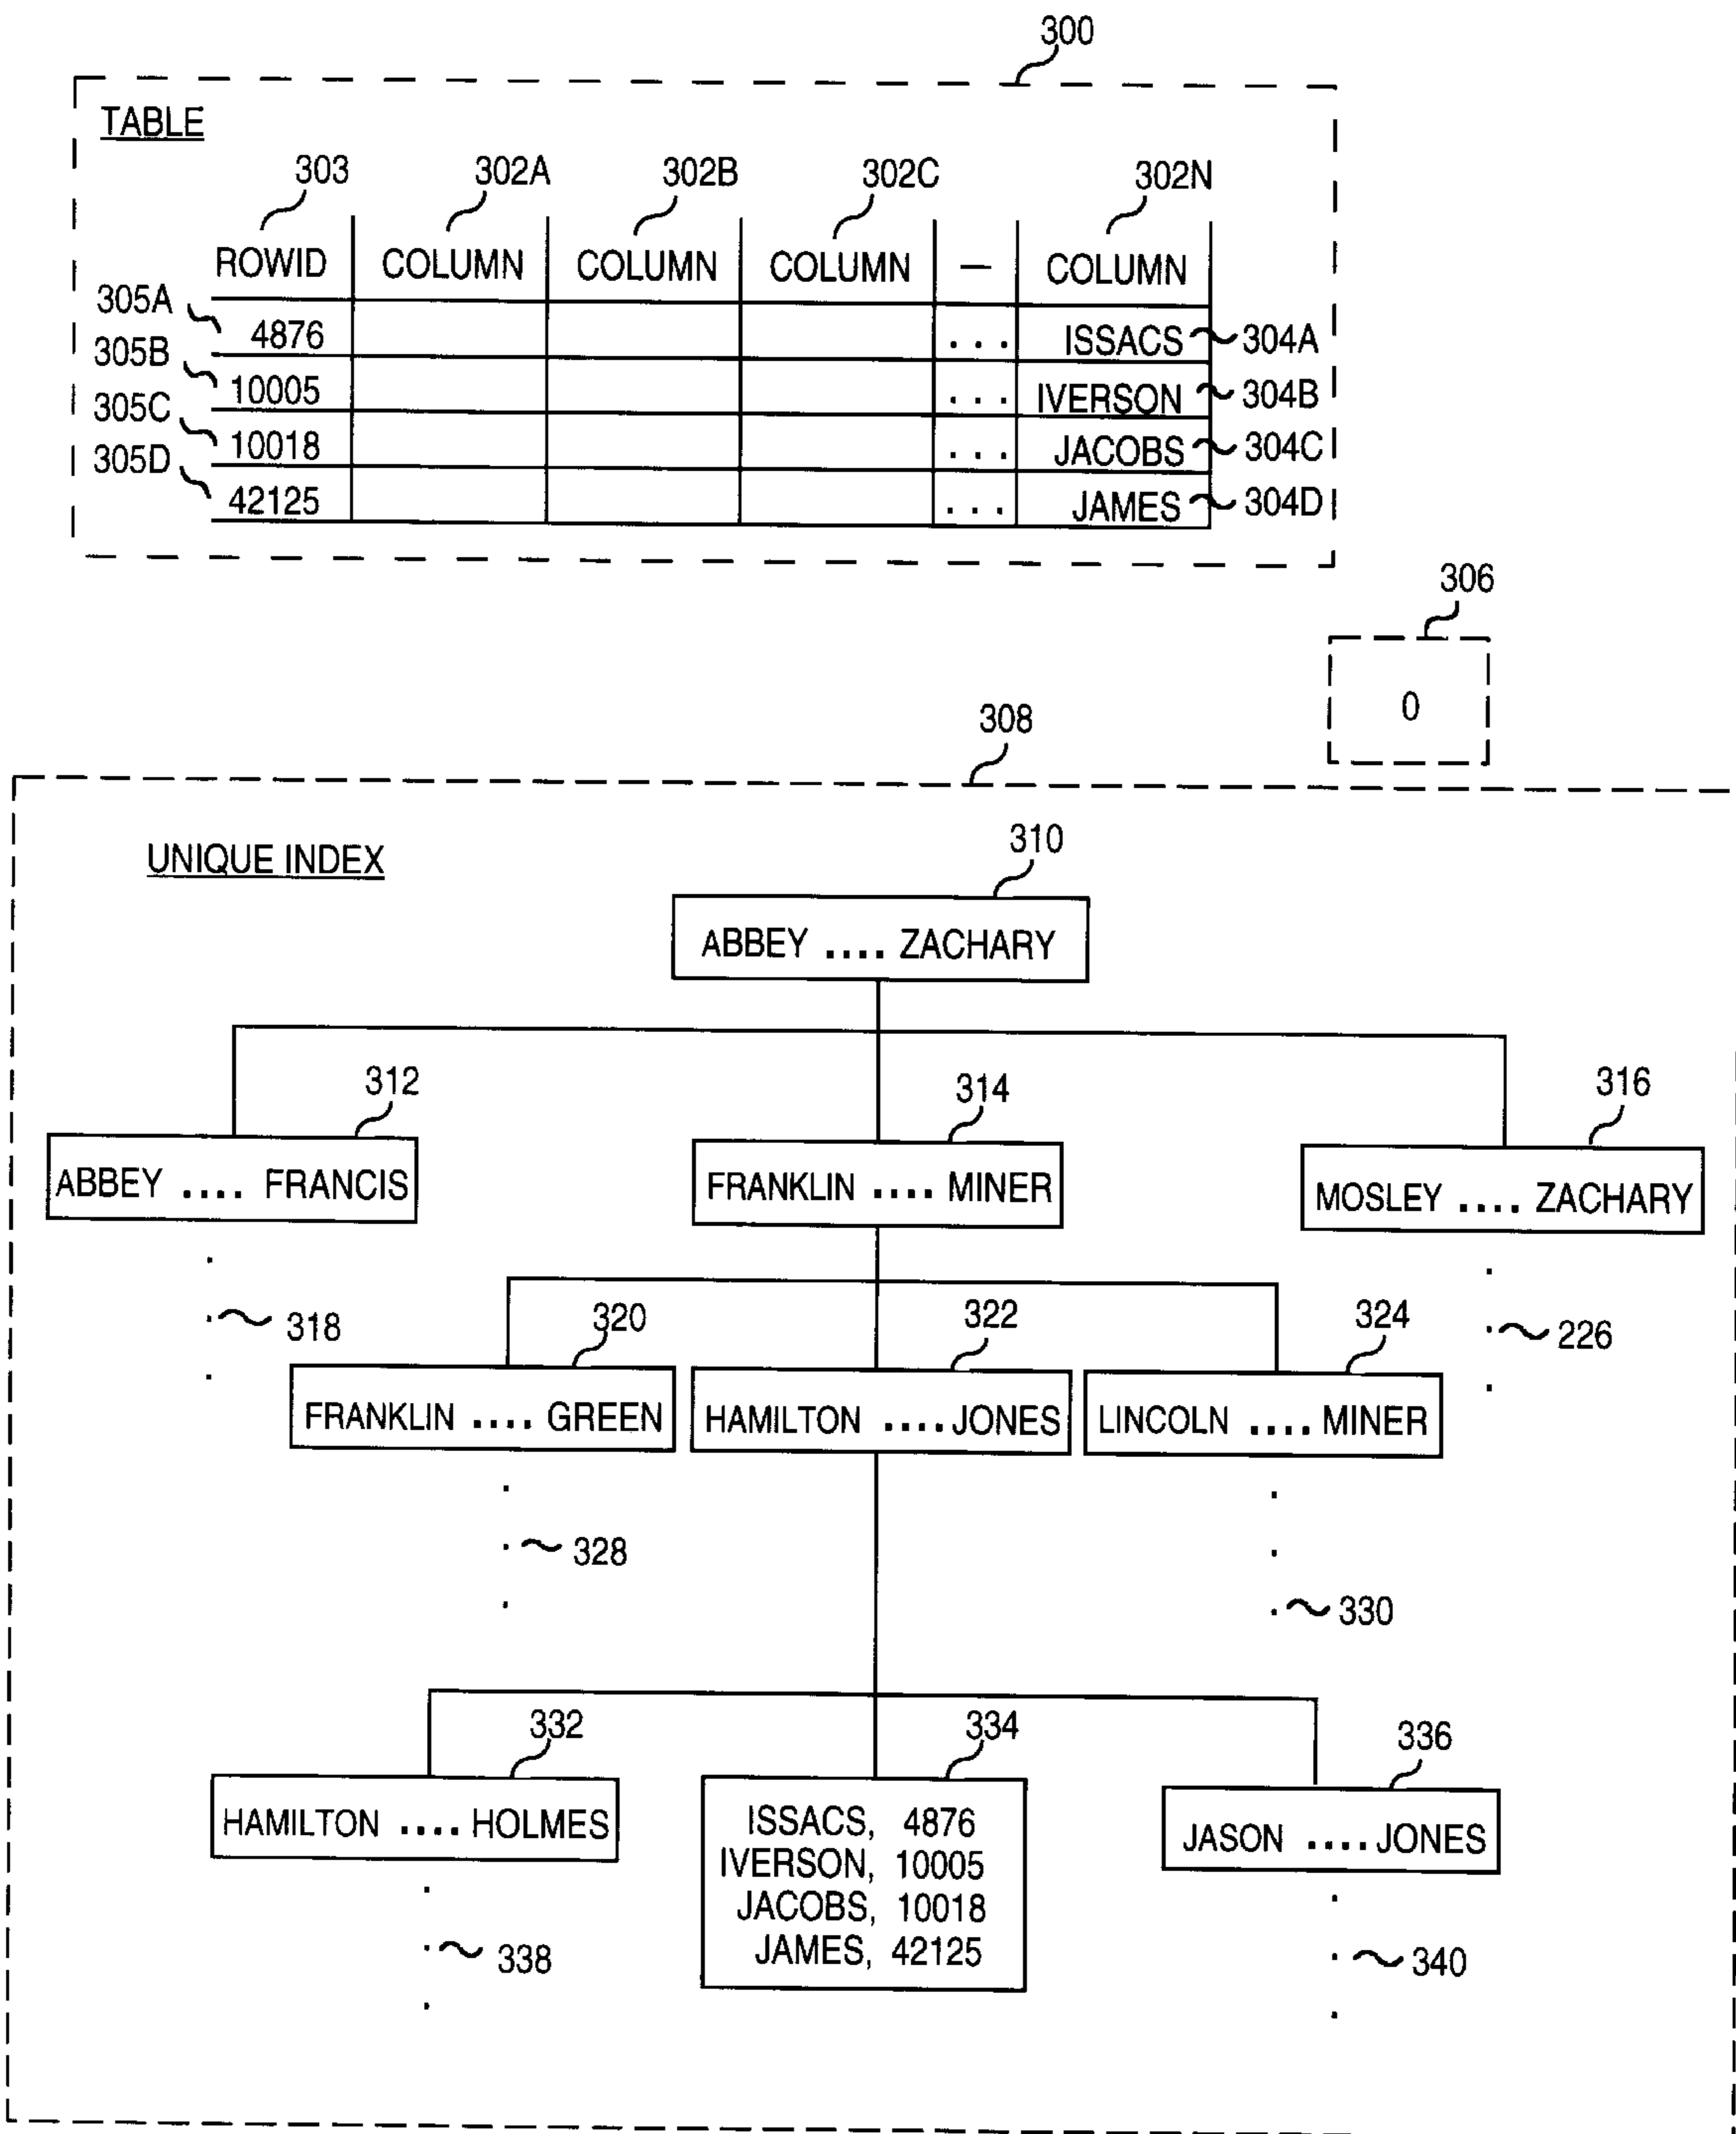 300
TABLE
303 302A 302B 302C 302N
ROWID COLUMN COLUMN COLUMN — COLUMN
305A 4876 ... ISSACS 304A
305B 10005 ... IVERSON 304B
305C 10018 ... JACOBS 304C
305D 42125 ... JAMES 304D
306
0
308
UNIQUE INDEX
310
ABBEY .... ZACHARY
312 314 316
ABBEY .... FRANCIS FRANKLIN .... MINER MOSLEY .... ZACHARY
318 320 322 324 226
FRANKLIN .... GREEN HAMILTON .... JONES LINCOLN .... MINER
328
330
332 334 336
HAMILTON .... HOLMES
ISSACS, 4876
IVERSON, 10005
JACOBS, 10018
JAMES, 42125
JASON .... JONES
338 340